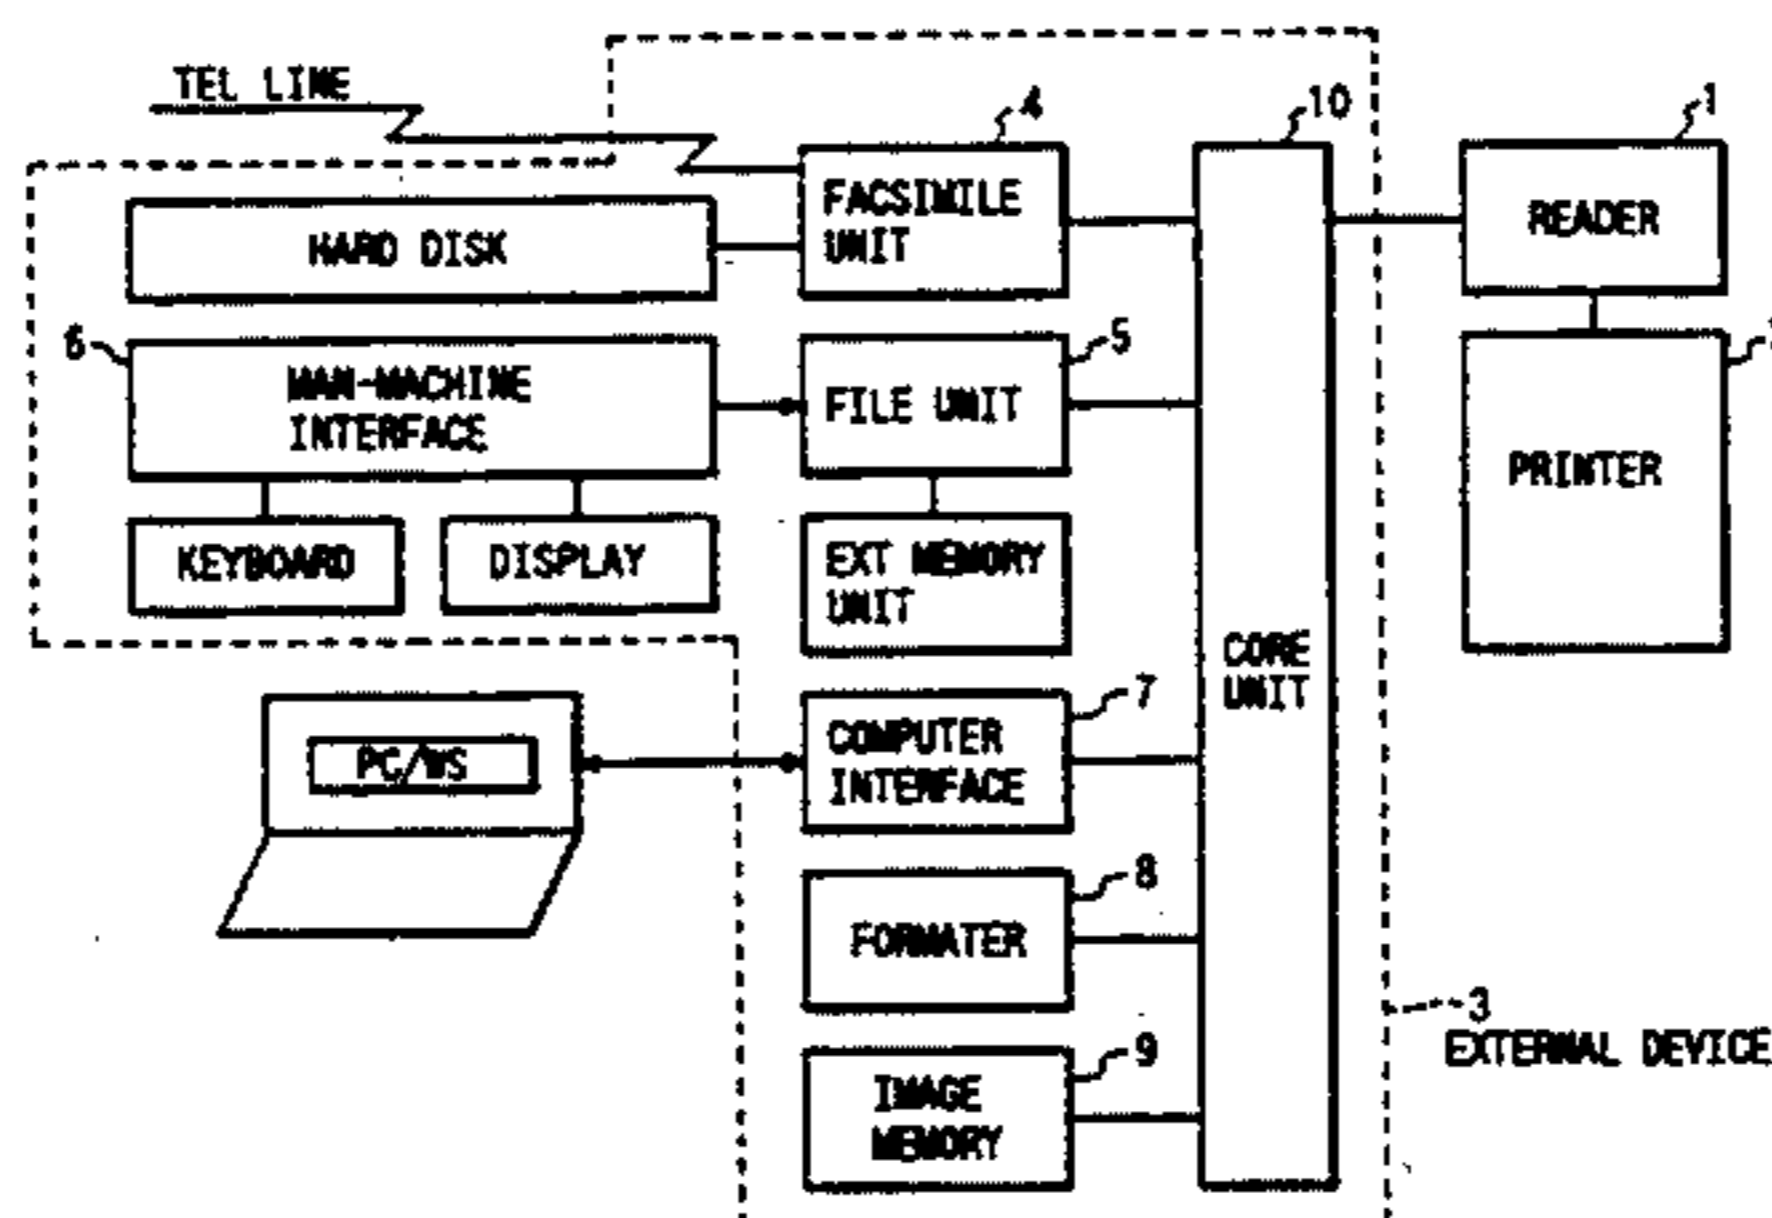 TEL LINE
4
10
1
FACSIMILE
UNIT
READER
HARD DISK
6
MAN-MACHINE
INTERFACE
5
FILE UNIT
PRINTER
KEYBOARD
DISPLAY
EXT MEMORY
UNIT
CORE
UNIT
7
PC/WS
COMPUTER
INTERFACE
8
FORMATER
3
EXTERNAL DEVICE
9
IMAGE
MEMORY